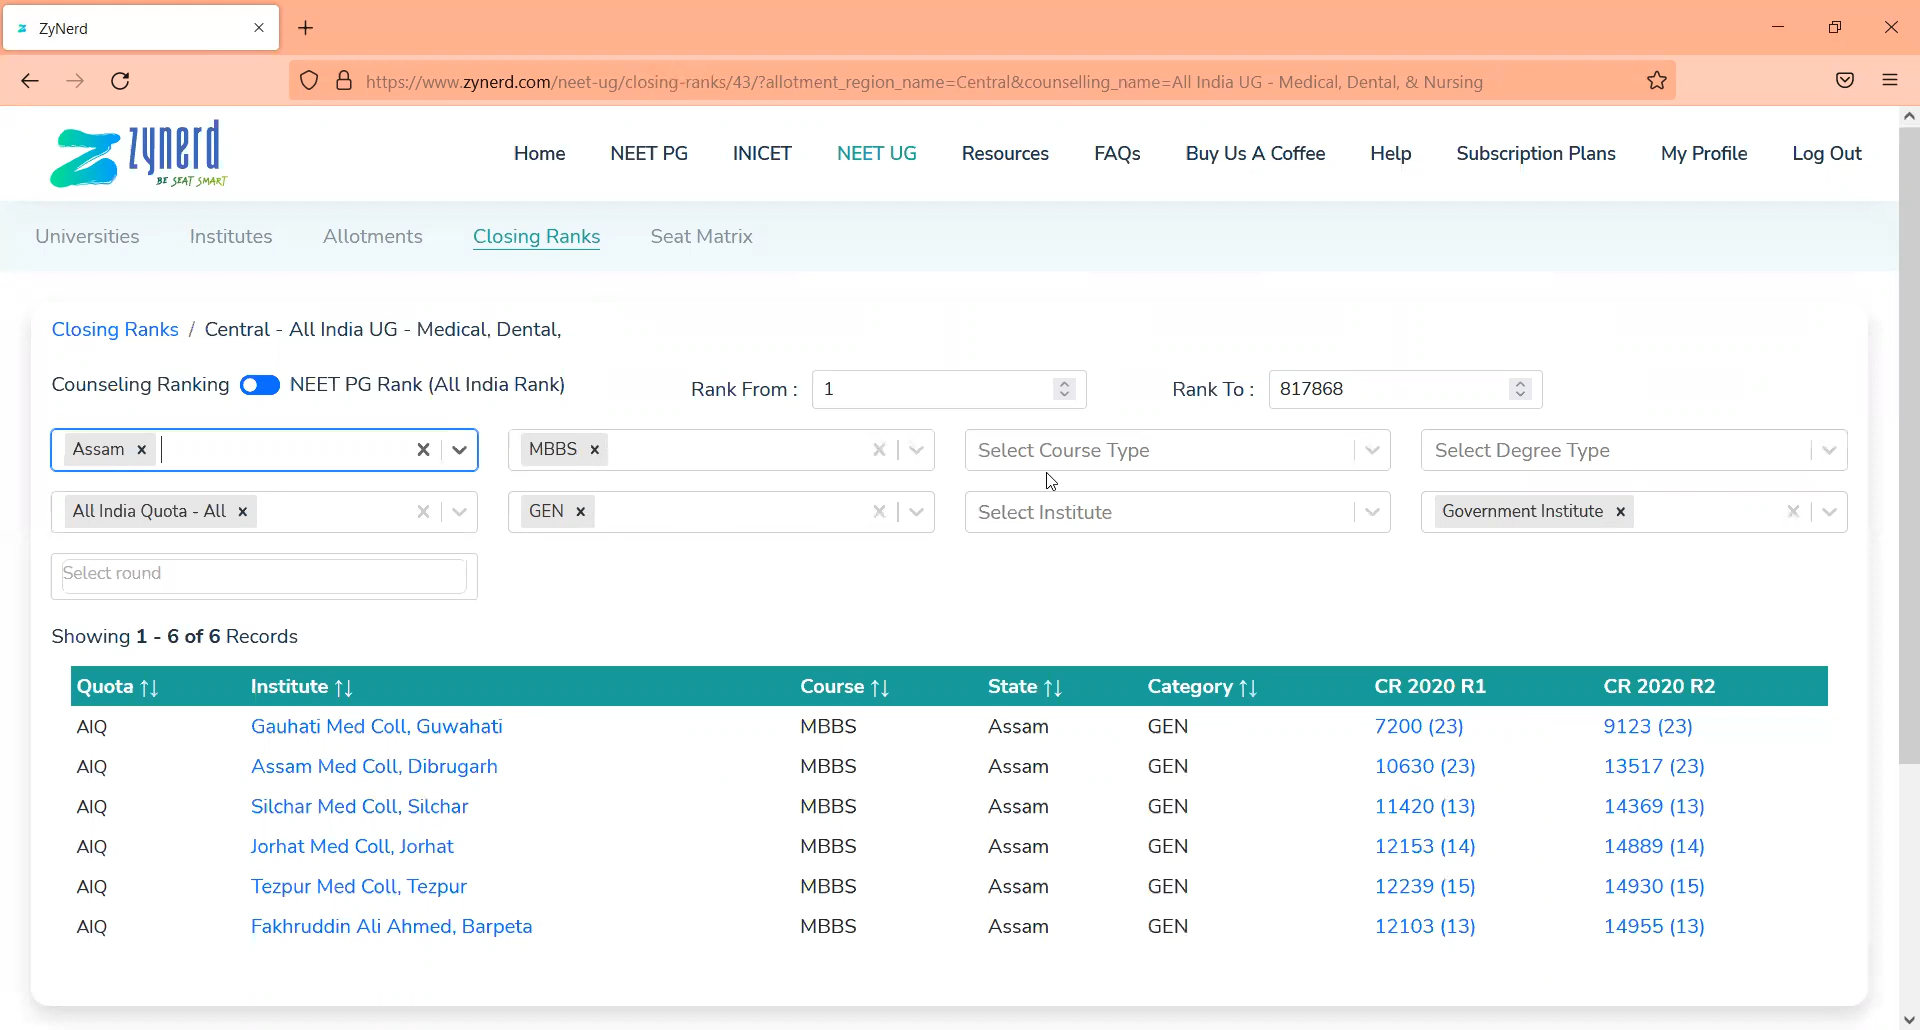 ZyNerd
https://www.zynerd.com/neet-ug/closing-ranks/43/?allotment_region_name=Central&counselling_name=All India UG - Medical, Dental, & Nursing
zynerd
BE SEAT SMART
Home NEET PG INICET NEET UG Resources FAQs Buy Us A Coffee Help Subscription Plans My Profile Log Out
Universities Institutes Allotments Closing Ranks Seat Matrix
Closing Ranks / Central - All India UG - Medical, Dental,
Counseling Ranking NEET PG Rank (All India Rank) Rank From : 1 Rank To : 817868
Assam MBBS Select Course Type Select Degree Type
All India Quota - All GEN Select Institute Government Institute
Select round
Showing 1 - 6 of 6 Records
Quota Institute Course State Category CR 2020 R1 CR 2020 R2
AIQ Gauhati Med Coll, Guwahati MBBS Assam GEN 7200 (23) 9123 (23)
AIQ Assam Med Coll, Dibrugarh MBBS Assam GEN 10630 (23) 13517 (23)
AIQ Silchar Med Coll, Silchar MBBS Assam GEN 11420 (13) 14369 (13)
AIQ Jorhat Med Coll, Jorhat MBBS Assam GEN 12153 (14) 14889 (14)
AIQ Tezpur Med Coll, Tezpur MBBS Assam GEN 12239 (15) 14930 (15)
AIQ Fakhruddin Ali Ahmed, Barpeta MBBS Assam GEN 12103 (13) 14955 (13)